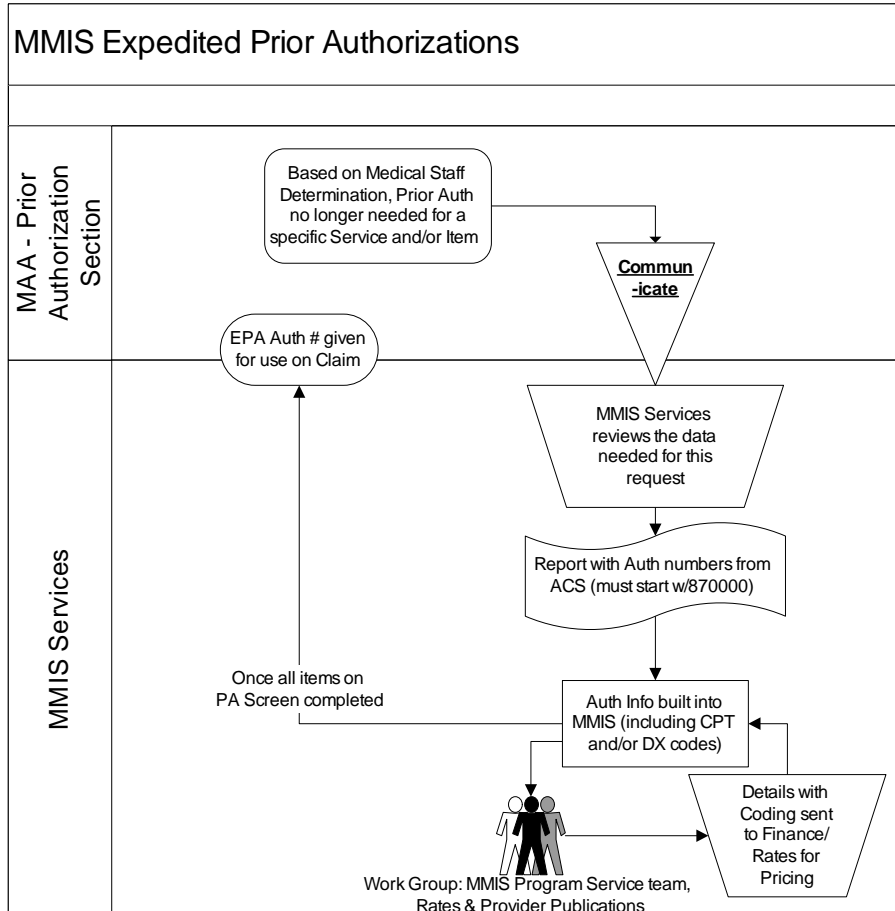 MMIS Expedited Prior Authorizations
MAA - Prior
Authorization
Section
Based on Medical Staff
Determination, Prior Auth
no longer needed for a
specific Service and/or Item
Commun
-icate
EPA Auth # given
for use on Claim
MMIS Services
MMIS Services
reviews the data
needed for this
request
Report with Auth numbers from
ACS (must start w/870000)
Once all items on
PA Screen completed
Auth Info built into
MMIS (including CPT
and/or DX codes)
Details with
Coding sent
to Finance/
Rates for
Pricing
Work Group: MMIS Program Service team,
Rates & Provider Publications